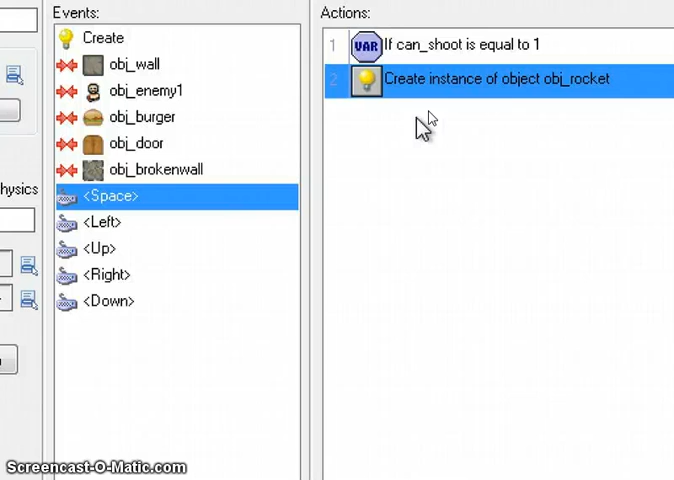 Events:
Create
obj_wall
obj_enemy1
obj_burger
obj_door
obj_brokenwall
<Space>
<Left>
<Up>
<Right>
<Down>
hysics
Actions:
1 VAR If can_shoot is equal to 1
2 Create instance of object obj_rocket
Screencast-O-Matic.com